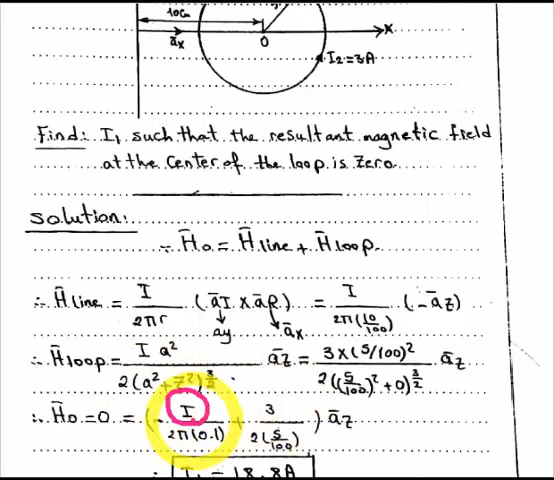 10cm
āx
O
X
I2=3A
Find: I1 such that the resultant magnetic field
at the center of the loop is zero.
Solution:
∴ H̄o = H̄line + H̄loop
∴ H̄line = I / 2πr (āI × āR) = I / 2π(10/100) (-āz)
ay āx
∴ H̄loop = I a² / 2(a² + z²)^3/2 āz = 3×(5/100)² / 2((5/100)² + 0)^3/2 āz
∴ H̄o = 0 = (- I / 2π(0.1) + 3 / 2(5/100)) āz
∴ I1 = 18.8A